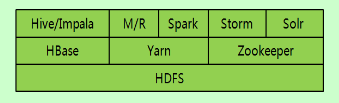 Hive/Impala M/R Spark Storm Solr
HBase Yarn Zookeeper
HDFS